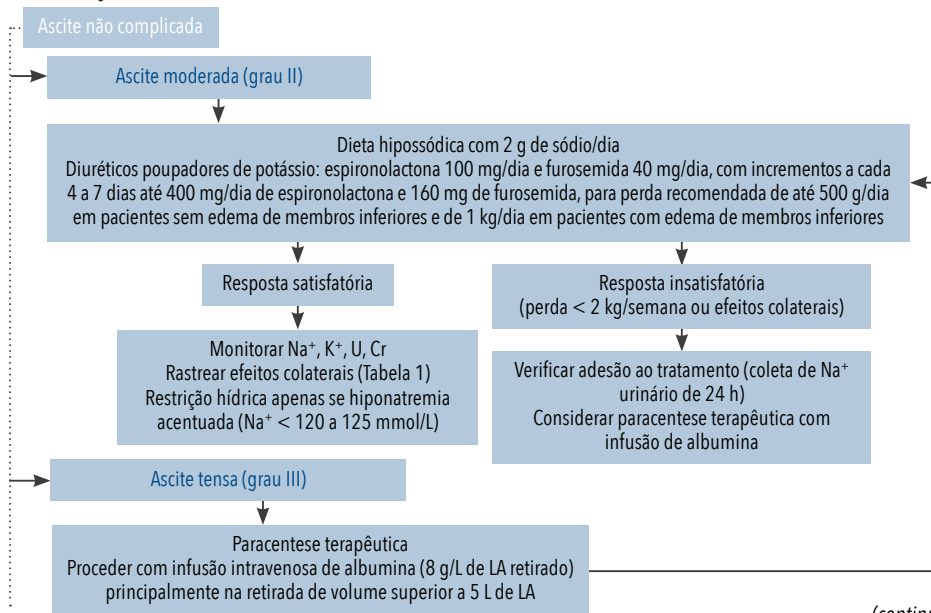 Ascite não complicada
Ascite moderada (grau II)
Dieta hipossódica com 2 g de sódio/dia
Diuréticos poupadores de potássio: espironolactona 100 mg/dia e furosemida 40 mg/dia, com incrementos a cada
4 a 7 dias até 400 mg/dia de espironolactona e 160 mg de furosemida, para perda recomendada de até 500 g/dia
em pacientes sem edema de membros inferiores e de 1 kg/dia em pacientes com edema de membros inferiores
Resposta satisfatória
Monitorar Na⁺, K⁺, U, Cr
Rastrear efeitos colaterais (Tabela 1)
Restrição hídrica apenas se hiponatremia
acentuada (Na⁺ < 120 a 125 mmol/L)
Resposta insatisfatória
(perda < 2 kg/semana ou efeitos colaterais)
Verificar adesão ao tratamento (coleta de Na⁺
urinário de 24 h)
Considerar paracentese terapêutica com
infusão de albumina
Ascite tensa (grau III)
Paracentese terapêutica
Proceder com infusão intravenosa de albumina (8 g/L de LA retirado)
principalmente na retirada de volume superior a 5 L de LA